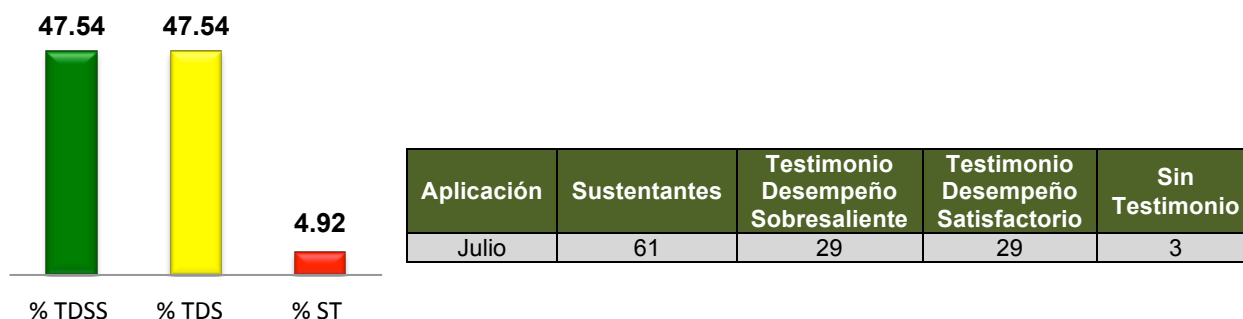 47.54 47.54
4.92
% TDSS % TDS % ST
Aplicación Sustentantes Testimonio Desempeño Sobresaliente Testimonio Desempeño Satisfactorio Sin Testimonio
Julio 61 29 29 3